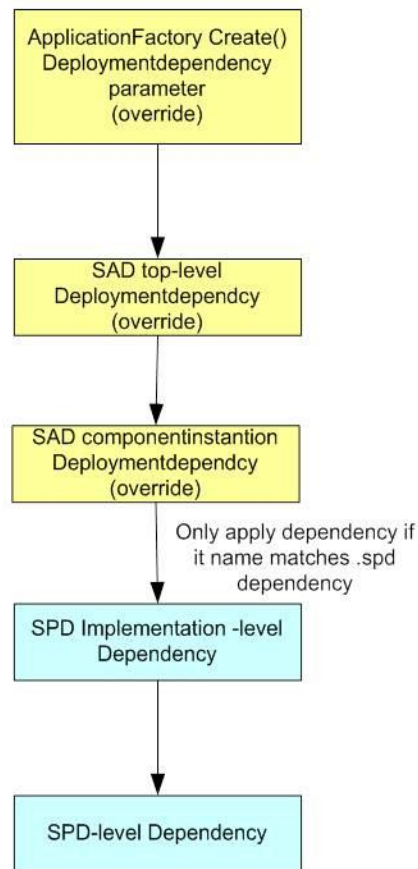 ApplicationFactory Create()
Deploymentdependency
parameter
(override)
SAD top-level
Deploymentdependcy
(override)
SAD componentinstantion
Deploymentdependcy
(override)
Only apply dependency if
it name matches .spd
dependency
SPD Implementation -level
Dependency
SPD-level Dependency